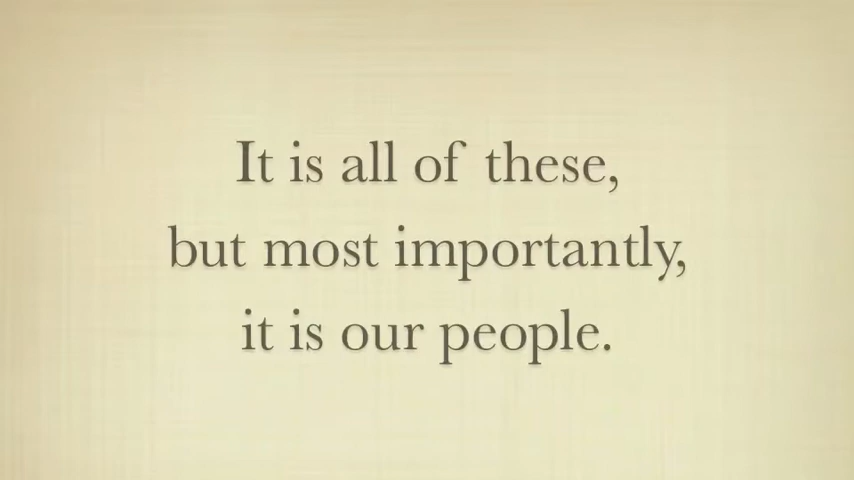 It is all of these,
but most importantly,
it is our people.